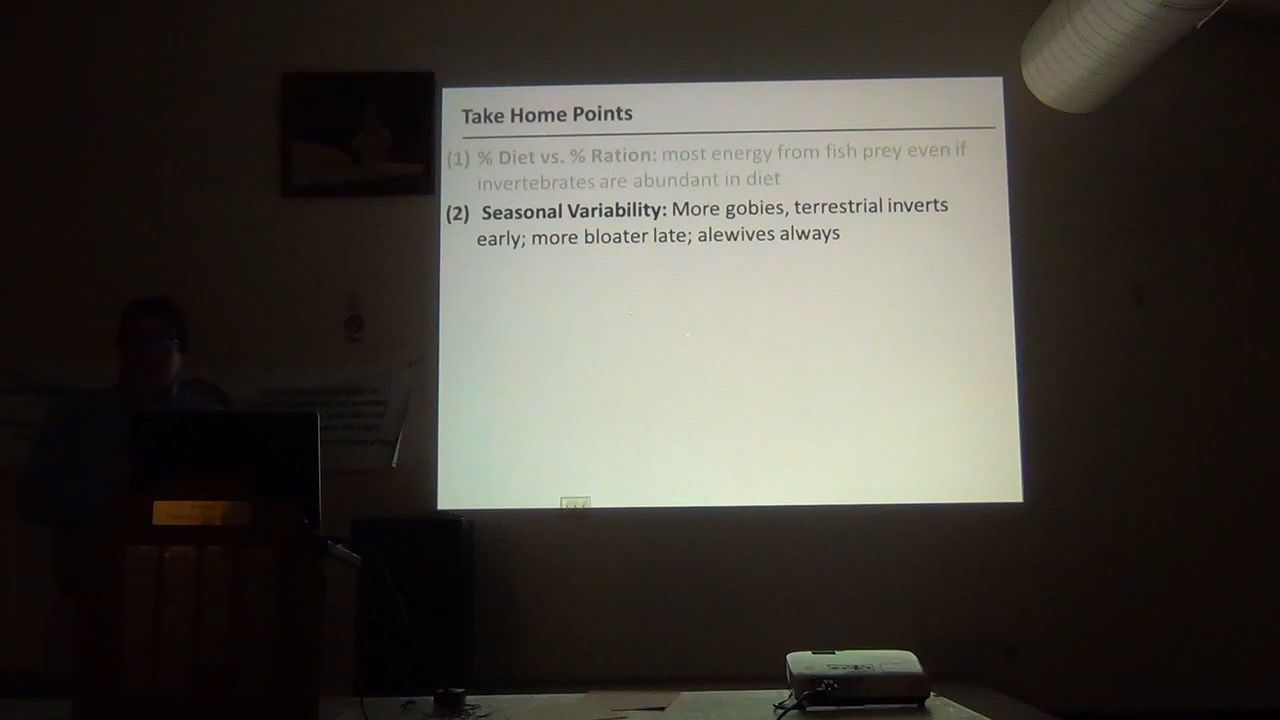 Take Home Points
(1) % Diet vs. % Ration: most energy from fish prey even if
invertebrates are abundant in diet
(2) Seasonal Variability: More gobies, terrestrial inverts
early; more bloater late; alewives always